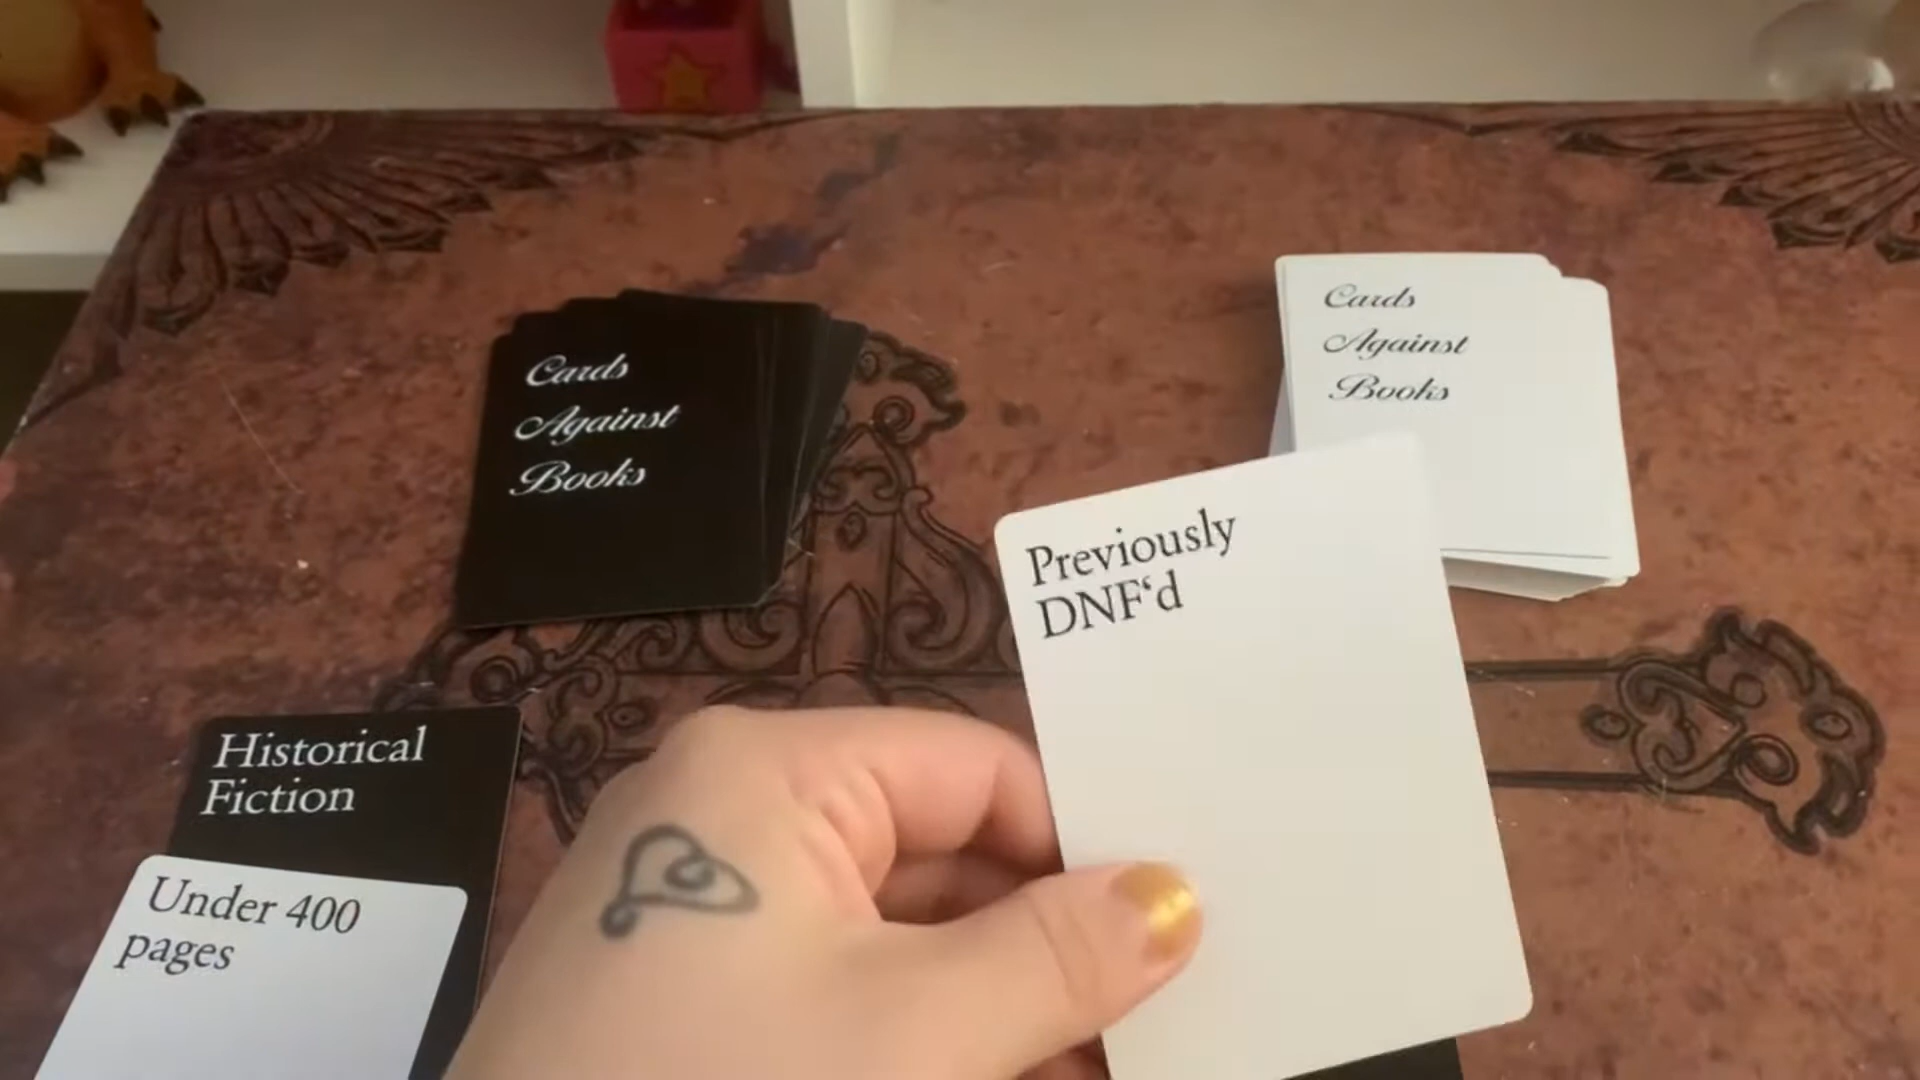 Cards
Against
Books
Cards
Against
Books
Previously
DNF‘d
Historical
Fiction
Under 400
pages